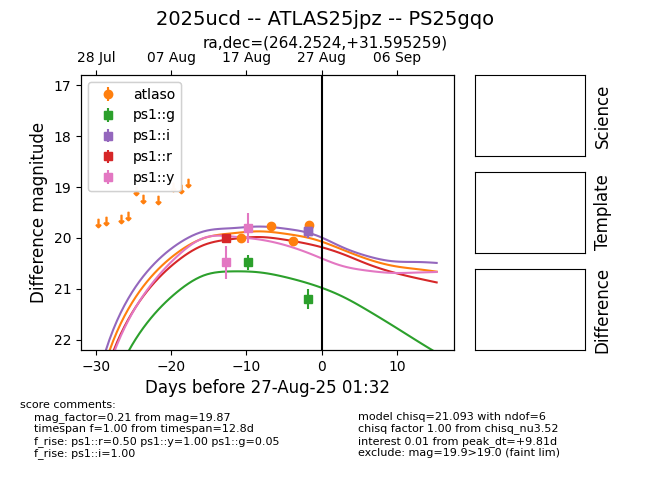 2025ucd -- ATLAS25jpz -- PS25gqo
ra,dec=(264.2524,+31.595259)
28 Jul 07 Aug 17 Aug 27 Aug 06 Sep
17
18
19
20
21
22
Difference magnitude
atlaso
ps1::g
ps1::i
ps1::r
ps1::y
−30 −20 −10 0 10
Days before 27-Aug-25 01:32
Science
Template
Difference
score comments:
mag_factor=0.21 from mag=19.87
timespan f=1.00 from timespan=12.8d
f_rise: ps1::r=0.50 ps1::y=1.00 ps1::g=0.05
f_rise: ps1::i=1.00
model chisq=21.093 with ndof=6
chisq factor 1.00 from chisq_nu3.52
interest 0.01 from peak_dt=+9.81d
exclude: mag=19.9>19.0 (faint lim)